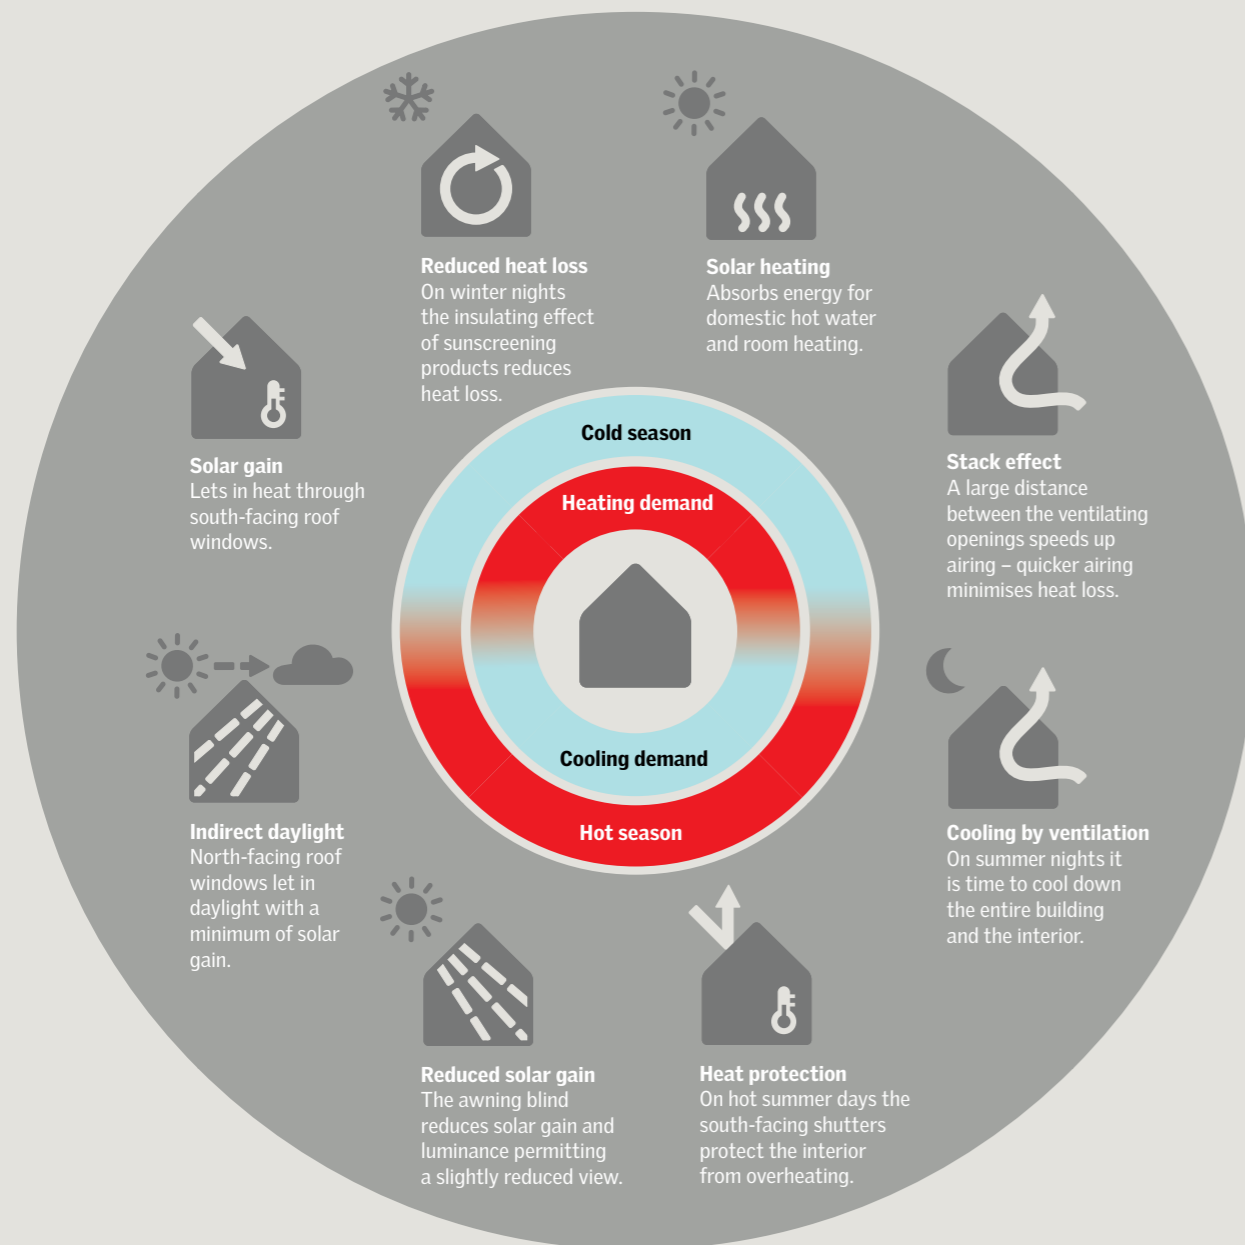 Reduced heat loss
On winter nights
the insulating effect
of sunscreening
products reduces
heat loss.
Solar heating
Absorbs energy for
domestic hot water
and room heating.
Solar gain
Lets in heat through
south-facing roof
windows.
Stack effect
A large distance
between the ventilating
openings speeds up
airing – quicker airing
minimises heat loss.
Cold season
Heating demand
Cooling demand
Hot season
Indirect daylight
North-facing roof
windows let in
daylight with a
minimum of solar
gain.
Cooling by ventilation
On summer nights it
is time to cool down
the entire building
and the interior.
Reduced solar gain
The awning blind
reduces solar gain and
luminance permitting
a slightly reduced view.
Heat protection
On hot summer days the
south-facing shutters
protect the interior
from overheating.